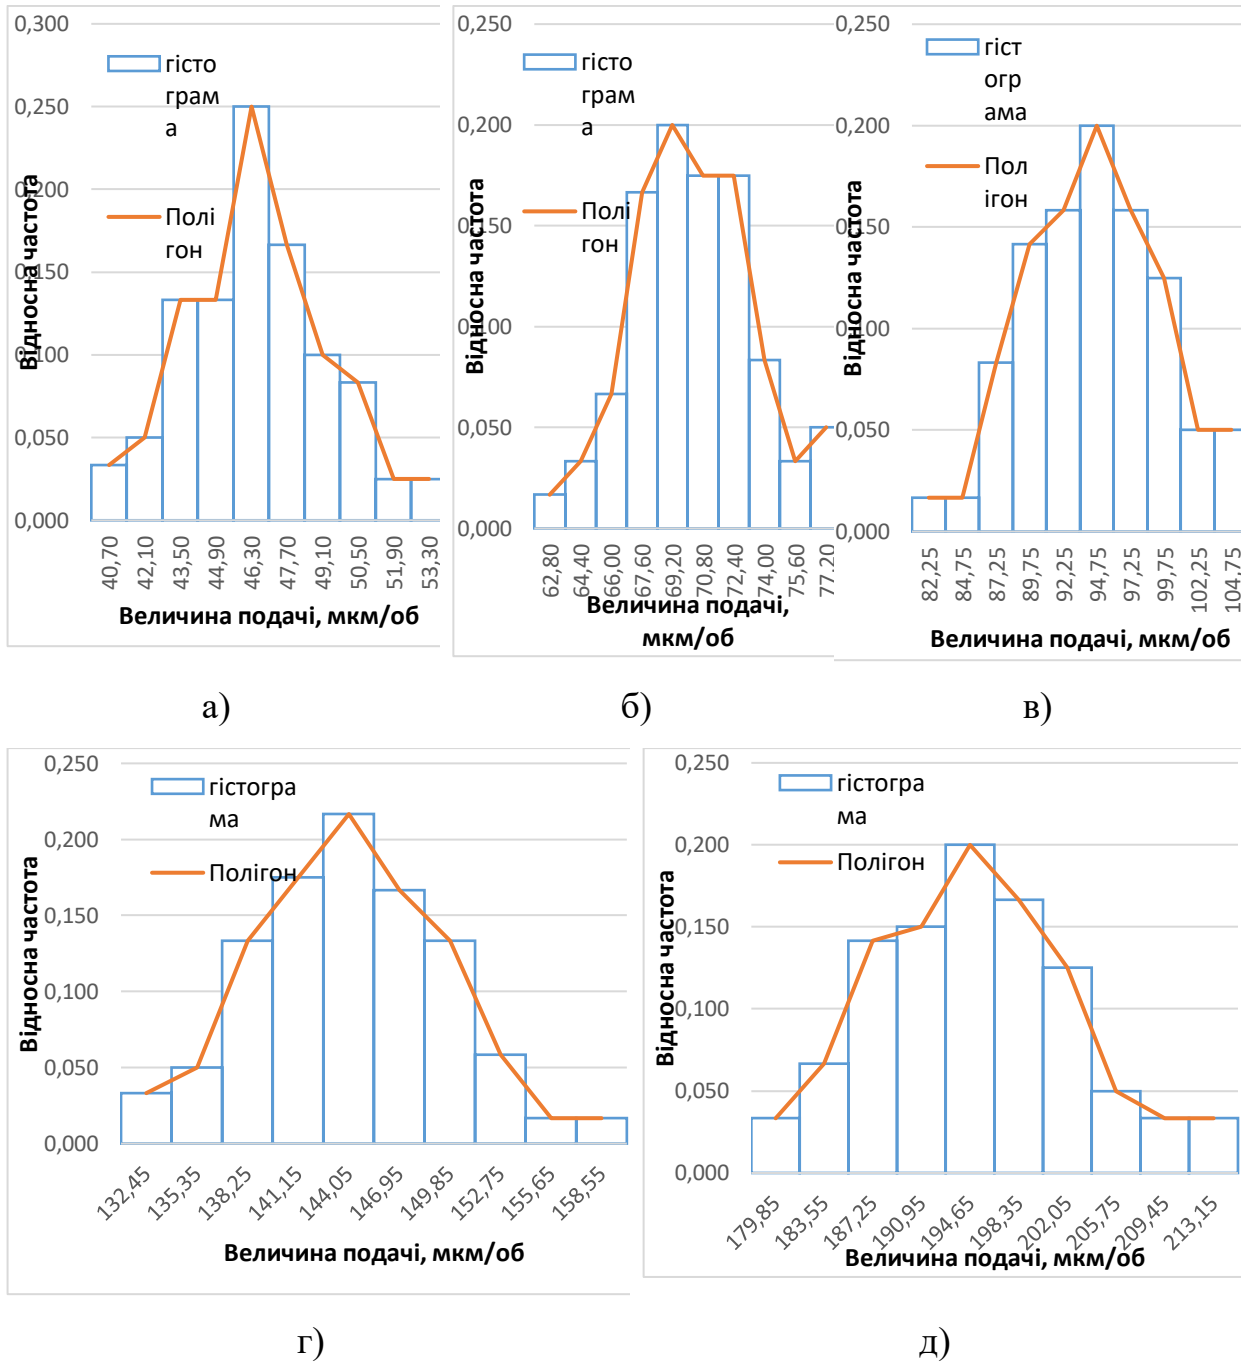 0,300
0,250
0,200
0,150
0,100
0,050
0,000
Відносна частота
гісто
грам
а
Полі
гон
40,70
42,10
43,50
44,90
46,30
47,70
49,10
50,50
51,90
53,30
Величина подачі, мкм/об
0,250
0,200
0,150
0,100
0,050
0,000
Відносна частота
гісто
грам
а
Полі
гон
62,80
64,40
66,00
67,60
69,20
70,80
72,40
74,00
75,60
77,20
Величина подачі,
мкм/об
0,250
0,200
0,150
0,100
0,050
0,000
Відносна частота
гіст
огр
ама
Пол
ігон
82,25
84,75
87,25
89,75
92,25
94,75
97,25
99,75
102,25
104,75
Величина подачі, мкм/об
а)
б)
в)
0,250
0,200
0,150
0,100
0,050
0,000
Відносна частота
гістогра
ма
Полігон
132,45
135,35
138,25
141,15
144,05
146,95
149,85
152,75
155,65
158,55
Величина подачі, мкм/об
0,250
0,200
0,150
0,100
0,050
0,000
Відносна частота
гістогра
ма
Полігон
179,85
183,55
187,25
190,95
194,65
198,35
202,05
205,75
209,45
213,15
Величина подачі, мкм/об
г)
д)